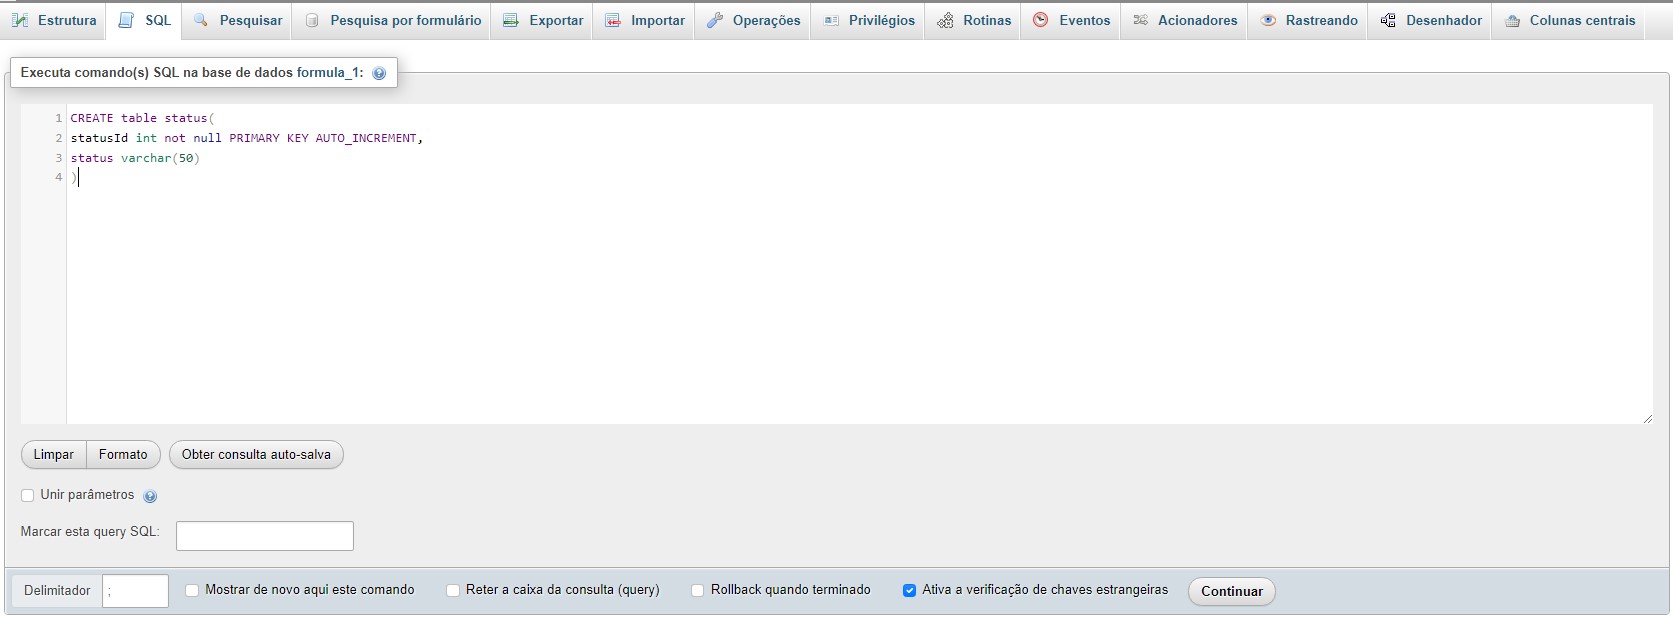 Estrutura SQL Pesquisar Pesquisa por formulário Exportar Importar Operações Privilégios Rotinas Eventos Acionadores Rastreando Desenhador Colunas centrais
Executa comando(s) SQL na base de dados formula_1:
1 CREATE table status(
2 statusId int not null PRIMARY KEY AUTO_INCREMENT,
3 status varchar(50)
4 )
Limpar Formato Obter consulta auto-salva
Unir parâmetros
Marcar esta query SQL:
Delimitador ; Mostrar de novo aqui este comando Reter a caixa da consulta (query) Rollback quando terminado Ativa a verificação de chaves estrangeiras Continuar